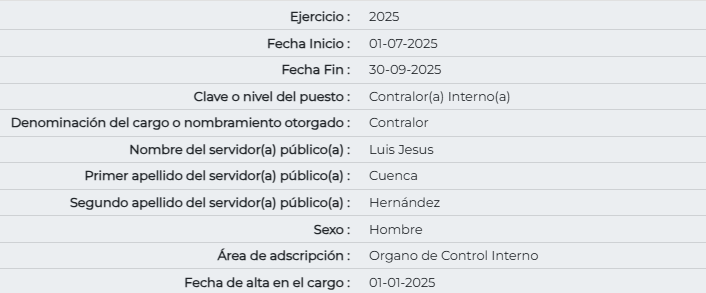 Ejercicio : 2025
Fecha Inicio : 01-07-2025
Fecha Fin : 30-09-2025
Clave o nivel del puesto : Contralor(a) Interno(a)
Denominación del cargo o nombramiento otorgado : Contralor
Nombre del servidor(a) público(a) : Luis Jesus
Primer apellido del servidor(a) público(a) : Cuenca
Segundo apellido del servidor(a) público(a) : Hernández
Sexo : Hombre
Área de adscripción : Organo de Control Interno
Fecha de alta en el cargo : 01-01-2025